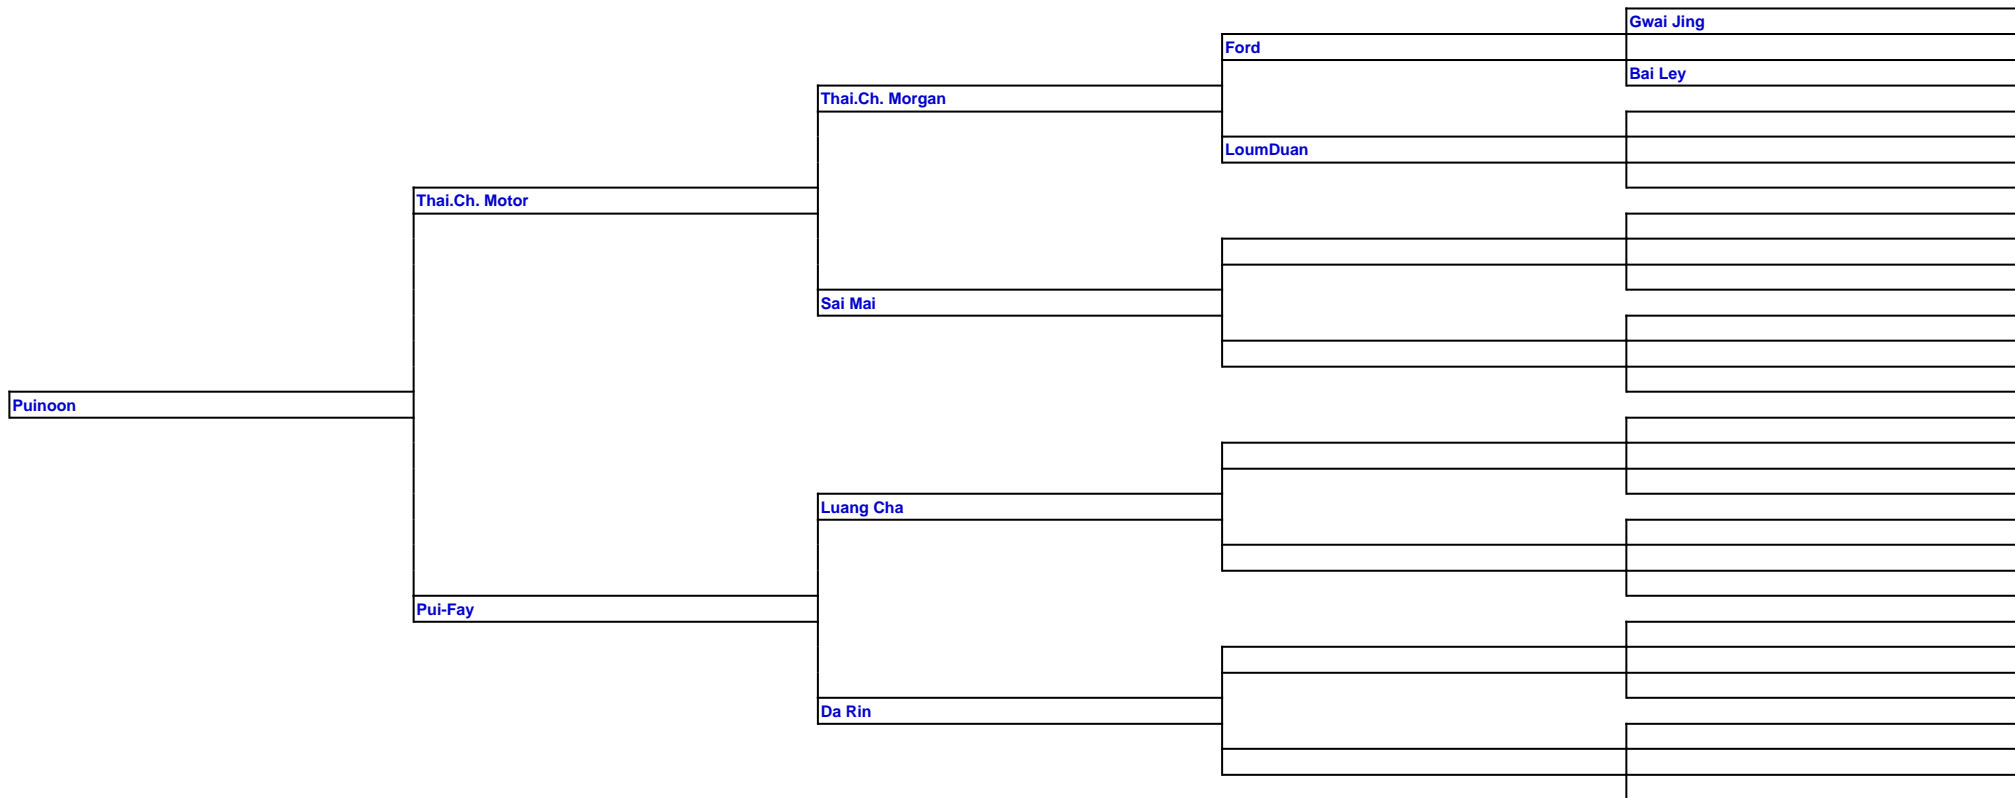 Gwai Jing
Ford
Bai Ley
Thai.Ch. Morgan
LoumDuan
Thai.Ch. Motor
Sai Mai
Puinoon
Luang Cha
Pui-Fay
Da Rin